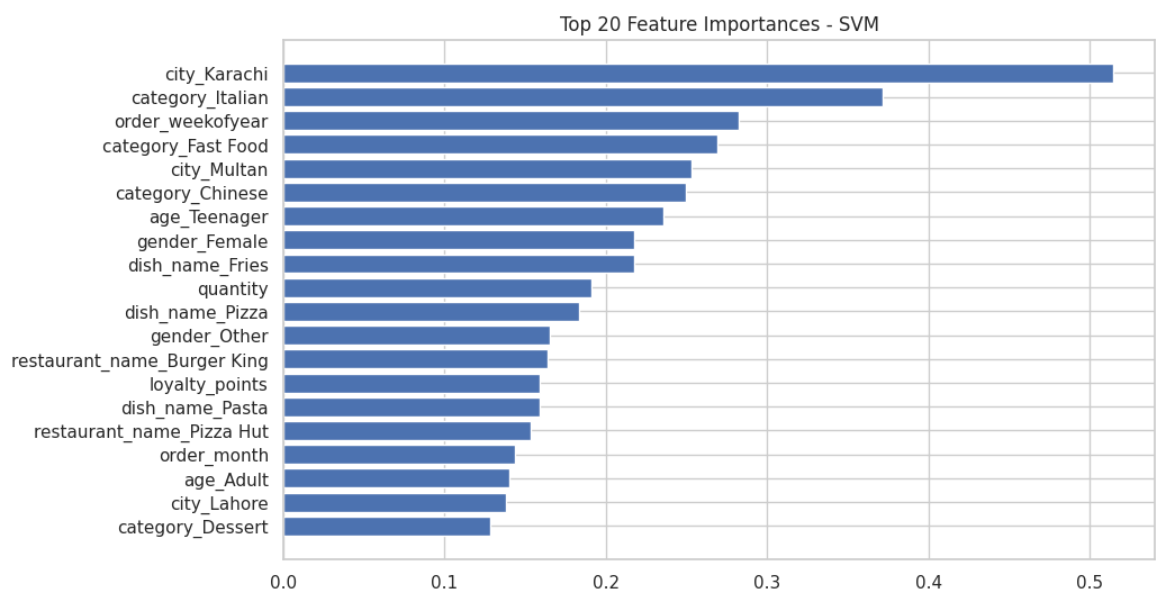 Top 20 Feature Importances - SVM
city_Karachi
category_Italian
order_weekofyear
category_Fast Food
city_Multan
category_Chinese
age_Teenager
gender_Female
dish_name_Fries
quantity
dish_name_Pizza
gender_Other
restaurant_name_Burger King
loyalty_points
dish_name_Pasta
restaurant_name_Pizza Hut
order_month
age_Adult
city_Lahore
category_Dessert
0.0 0.1 0.2 0.3 0.4 0.5